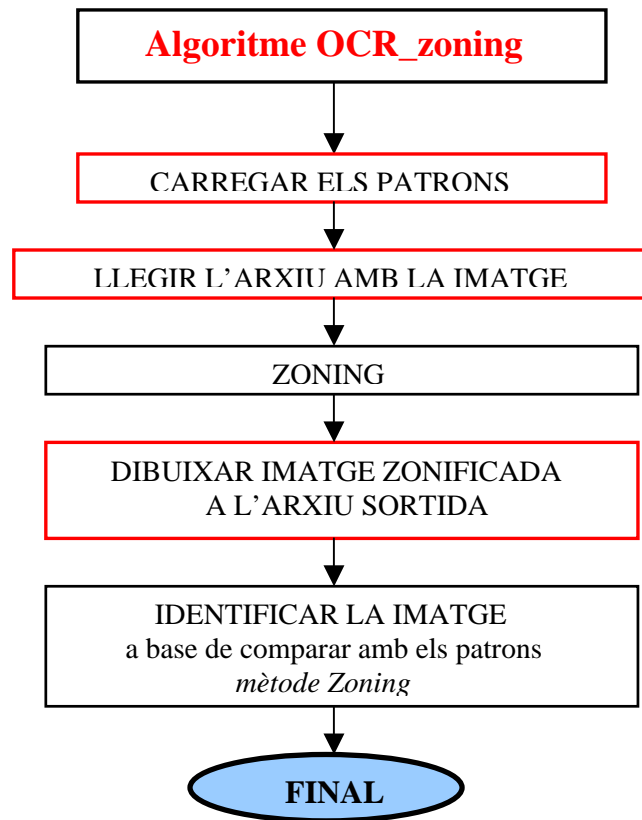 Algoritme OCR_zoning
CARREGAR ELS PATRONS
LLEGIR L’ARXIU AMB LA IMATGE
ZONING
DIBUIXAR IMATGE ZONIFICADA
A L’ARXIU SORTIDA
IDENTIFICAR LA IMATGE
a base de comparar amb els patrons
mètode Zoning
FINAL